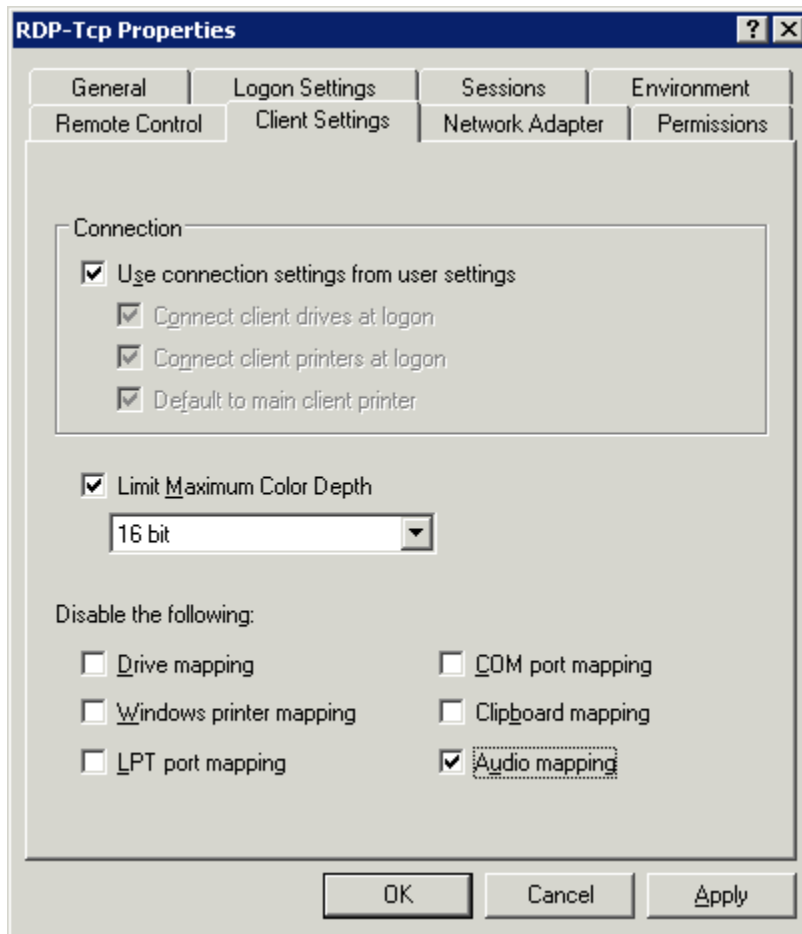 RDP-Tcp Properties
General Logon Settings Sessions Environment
Remote Control Client Settings Network Adapter Permissions
Connection
Use connection settings from user settings
Connect client drives at logon
Connect client printers at logon
Default to main client printer
Limit Maximum Color Depth
16 bit
Disable the following:
Drive mapping COM port mapping
Windows printer mapping Clipboard mapping
LPT port mapping Audio mapping
OK Cancel Apply